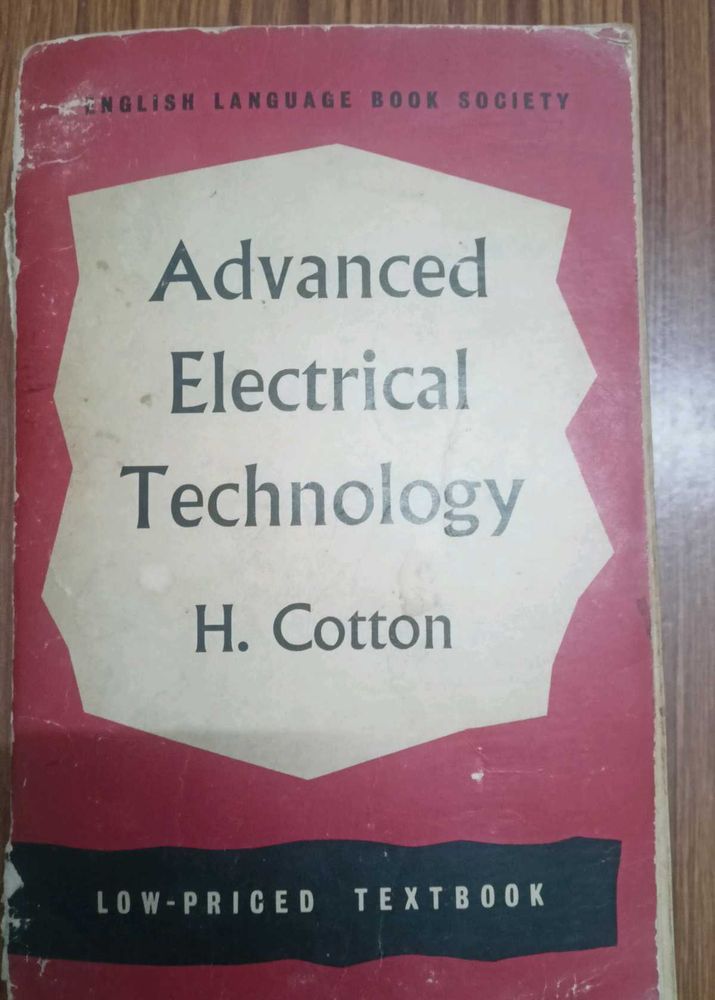 ENGLISH LANGUAGE BOOK SOCIETY
Advanced
Electrical
Technology
H. Cotton
LOW-PRICED TEXTBOOK